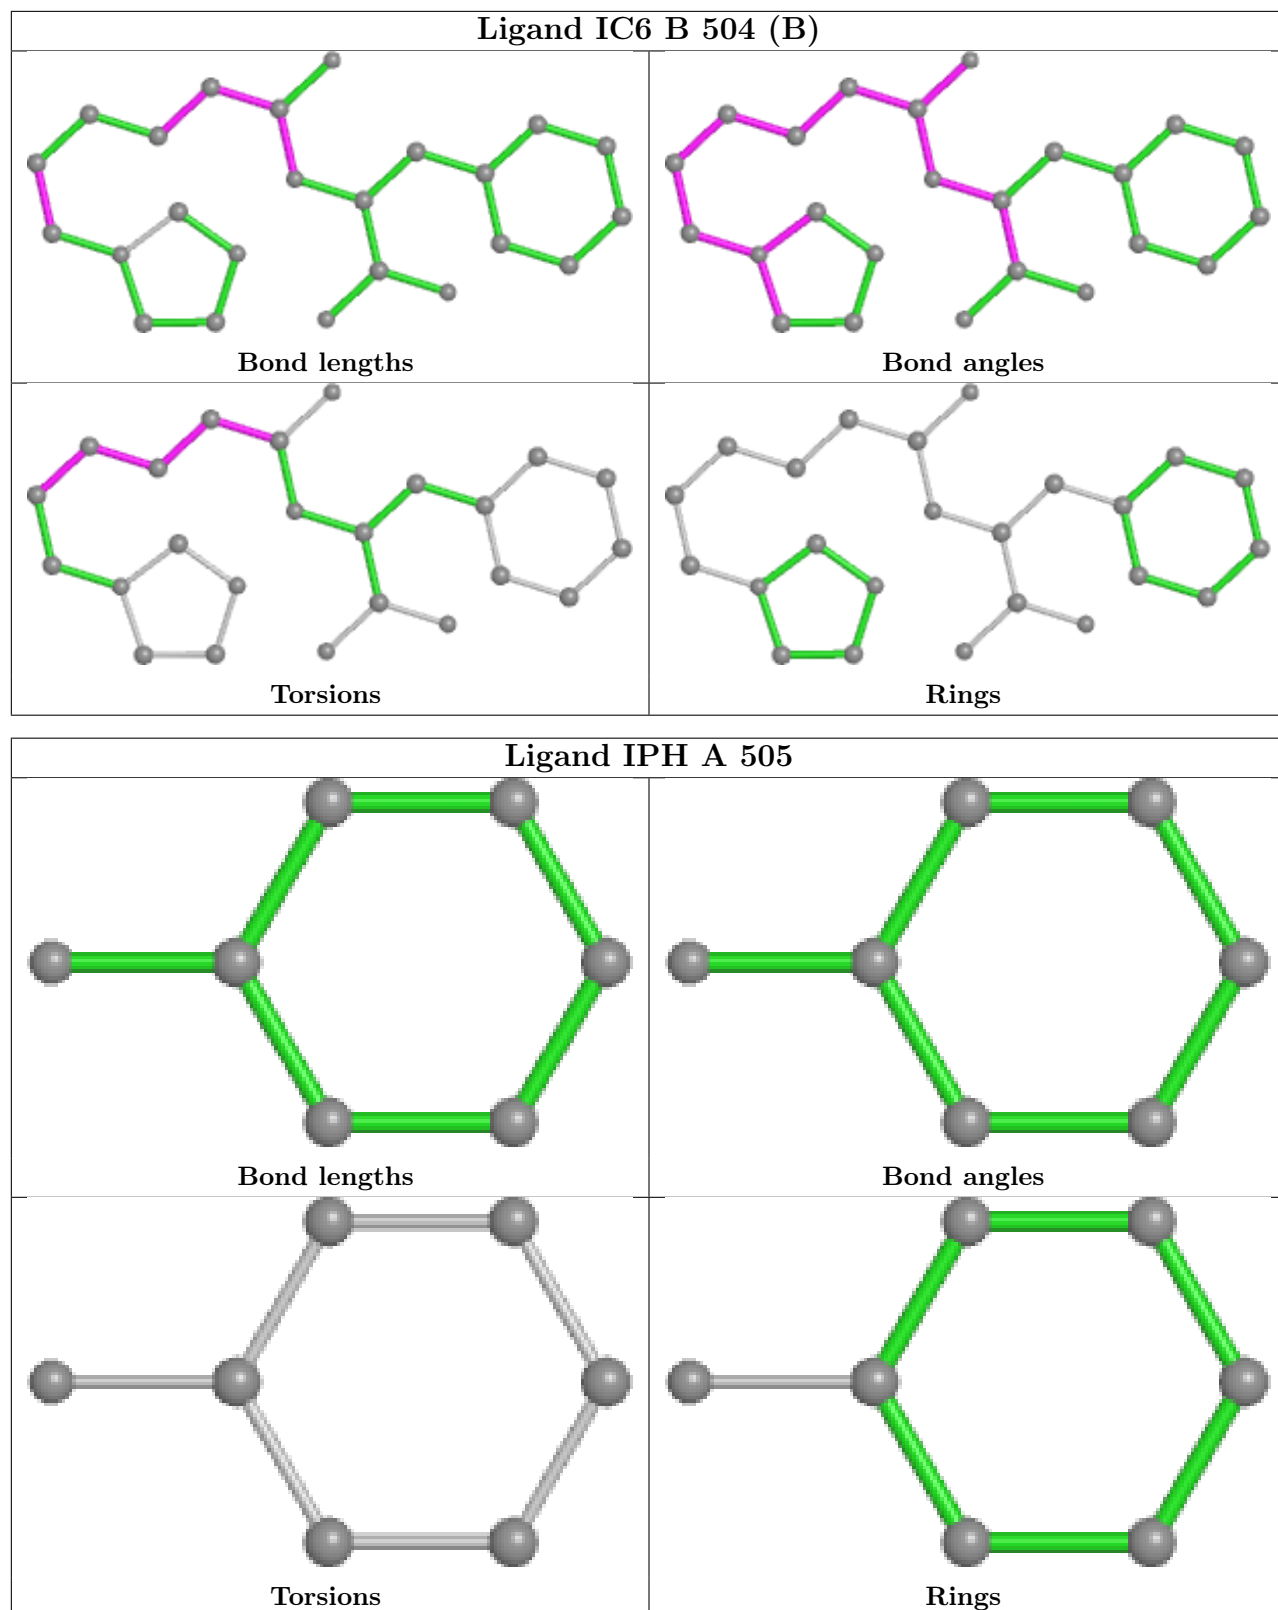 Ligand IC6 B 504 (B)
Bond lengths
Bond angles
Torsions
Rings
Ligand IPH A 505
Bond lengths
Bond angles
Torsions
Rings